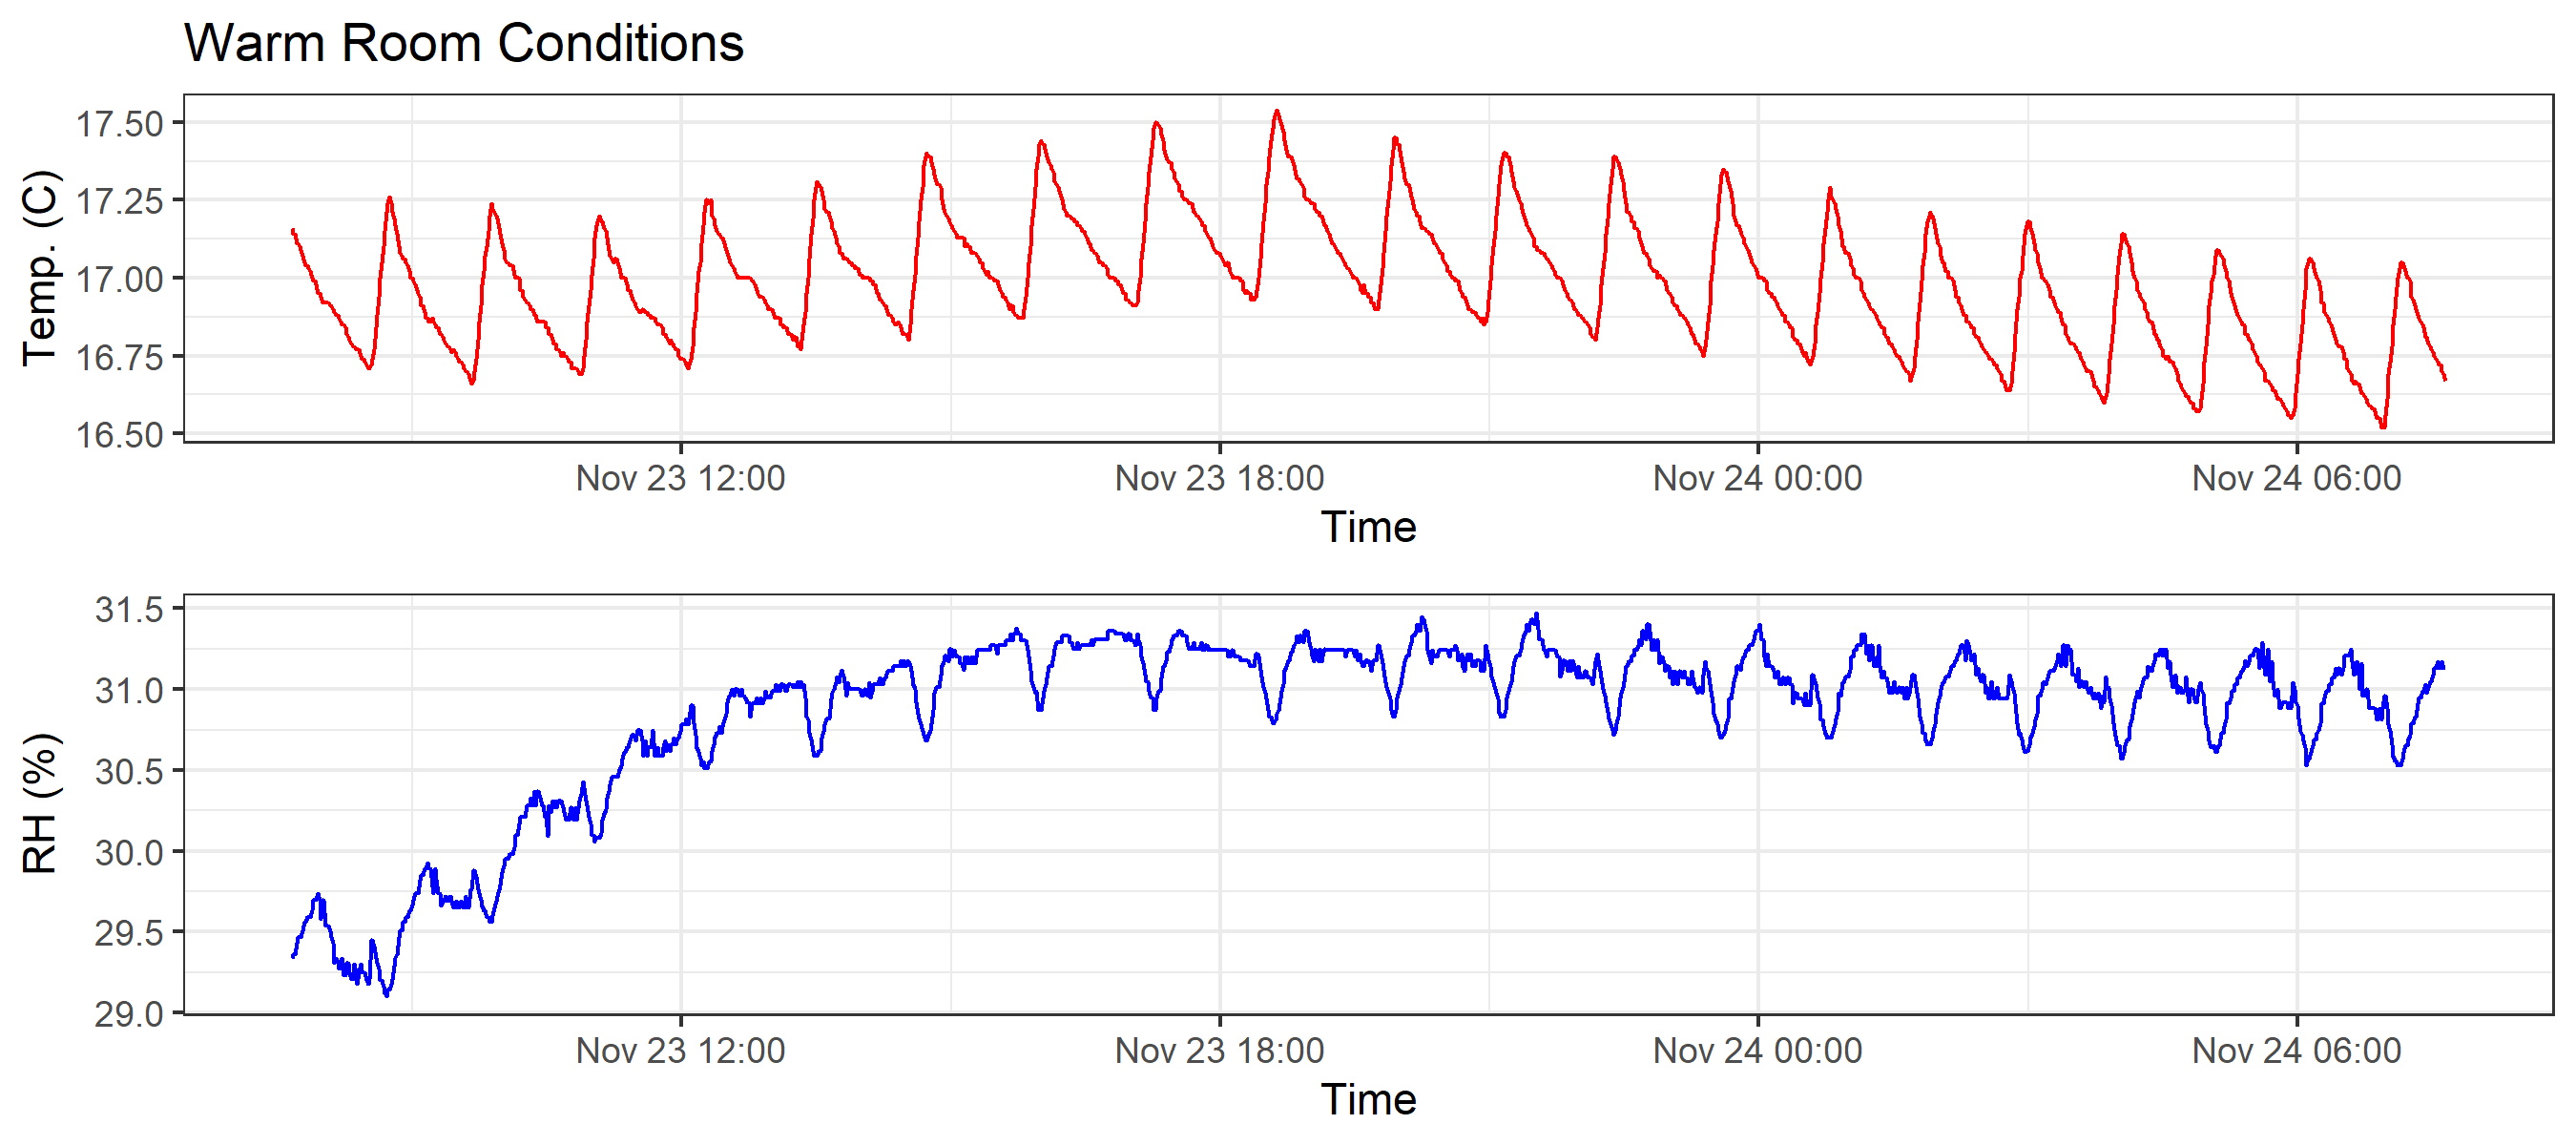 Warm Room Conditions
Temp. (C)
17.50
17.25
17.00
16.75
16.50
Nov 23 12:00 Nov 23 18:00 Nov 24 00:00 Nov 24 06:00
Time
RH (%)
31.5
31.0
30.5
30.0
29.5
29.0
Nov 23 12:00 Nov 23 18:00 Nov 24 00:00 Nov 24 06:00
Time